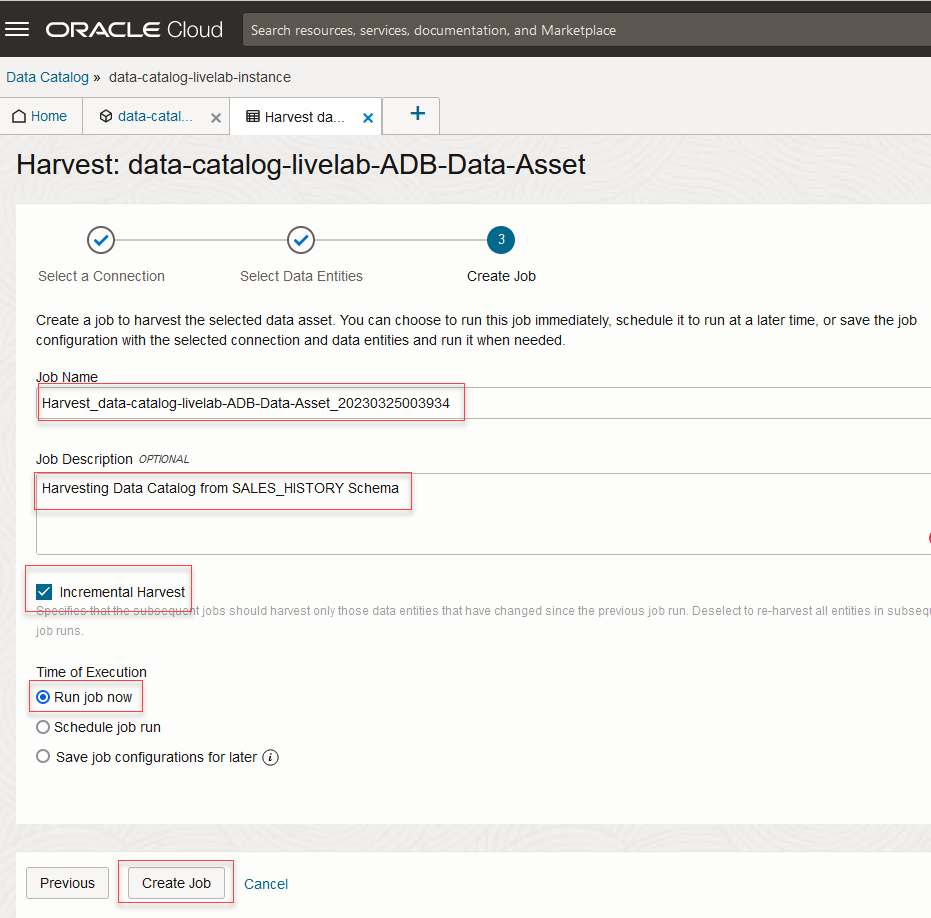 ORACLE Cloud
Search resources, services, documentation, and Marketplace
Data Catalog » data-catalog-livelab-instance
Home
data-catal...
Harvest da...
Harvest: data-catalog-livelab-ADB-Data-Asset
3
Select a Connection
Select Data Entities
Create Job
Create a job to harvest the selected data asset. You can choose to run this job immediately, schedule it to run at a later time, or save the job
configuration with the selected connection and data entities and run it when needed.
Job Name
Harvest_data-catalog-livelab-ADB-Data-Asset_20230325003934
Job Description OPTIONAL
Harvesting Data Catalog from SALES_HISTORY Schema
Incremental Harvest
Specifies that the subsequent jobs should harvest only those data entities that have changed since the previous job run. Deselect to re-harvest all entities in subsequ
job runs.
Time of Execution
Run job now
Schedule job run
Save job configurations for later
Previous
Create Job
Cancel